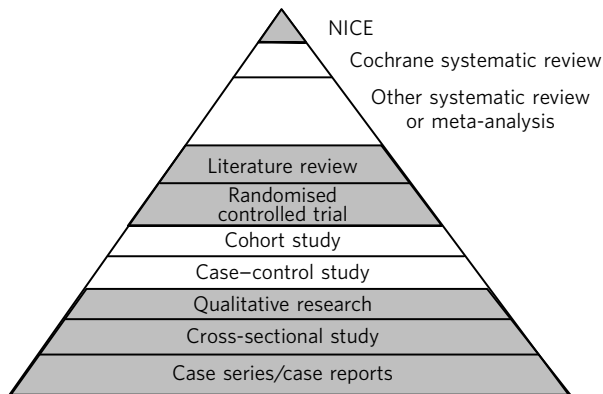 NICE
Cochrane systematic review
Other systematic review
or meta-analysis
Literature review
Randomised
controlled trial
Cohort study
Case–control study
Qualitative research
Cross-sectional study
Case series/case reports